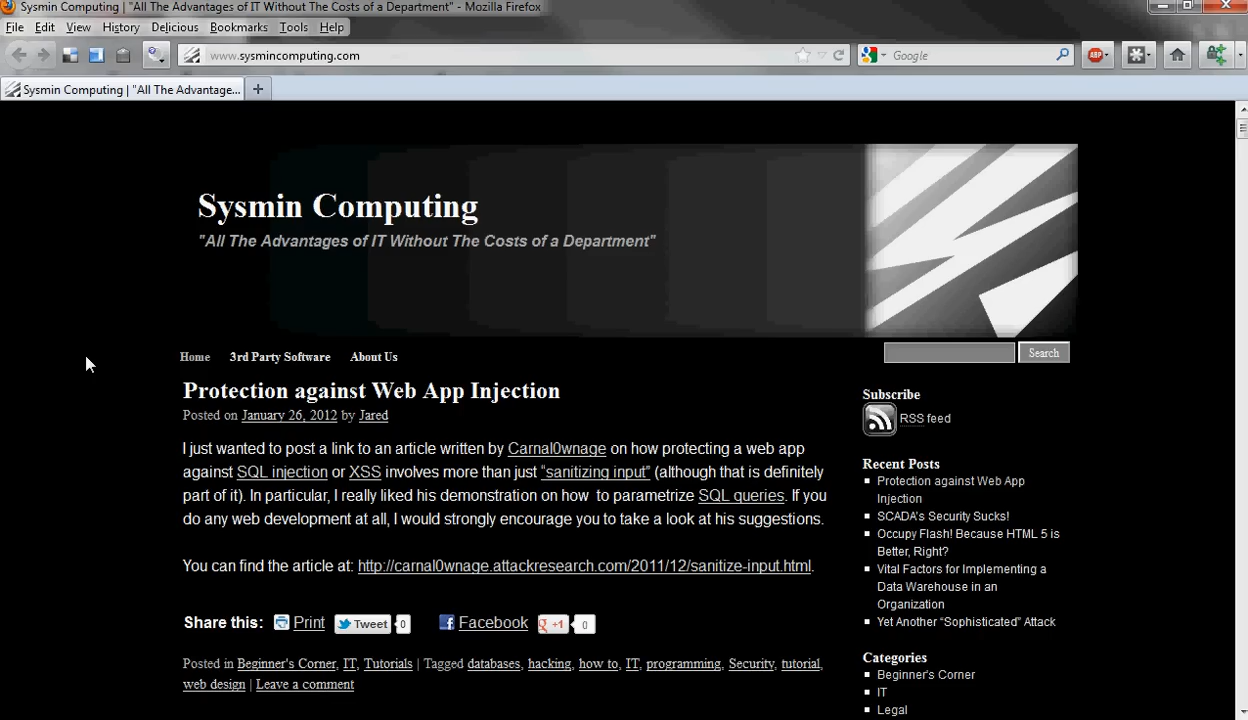 Sysmin Computing | "All The Advantages of IT Without The Costs of a Department" - Mozilla Firefox
File Edit View History Delicious Bookmarks Tools Help
www.sysmincomputing.com
Google
ABP
Sysmin Computing | "All The Advantage...
Sysmin Computing
"All The Advantages of IT Without The Costs of a Department"
Home 3rd Party Software About Us
Search
Protection against Web App Injection
Posted on January 26, 2012 by Jared
I just wanted to post a link to an article written by Carnal0wnage on how protecting a web app
against SQL injection or XSS involves more than just “sanitizing input” (although that is definitely
part of it). In particular, I really liked his demonstration on how to parametrize SQL queries. If you
do any web development at all, I would strongly encourage you to take a look at his suggestions.
You can find the article at: http://carnal0wnage.attackresearch.com/2011/12/sanitize-input.html.
Share this: Print Tweet 0 Facebook +1 0
Posted in Beginner's Corner, IT, Tutorials | Tagged databases, hacking, how to, IT, programming, Security, tutorial,
web design | Leave a comment
Subscribe
RSS feed
Recent Posts
Protection against Web App
Injection
SCADA's Security Sucks!
Occupy Flash! Because HTML 5 is
Better, Right?
Vital Factors for Implementing a
Data Warehouse in an
Organization
Yet Another “Sophisticated” Attack
Categories
Beginner's Corner
IT
Legal